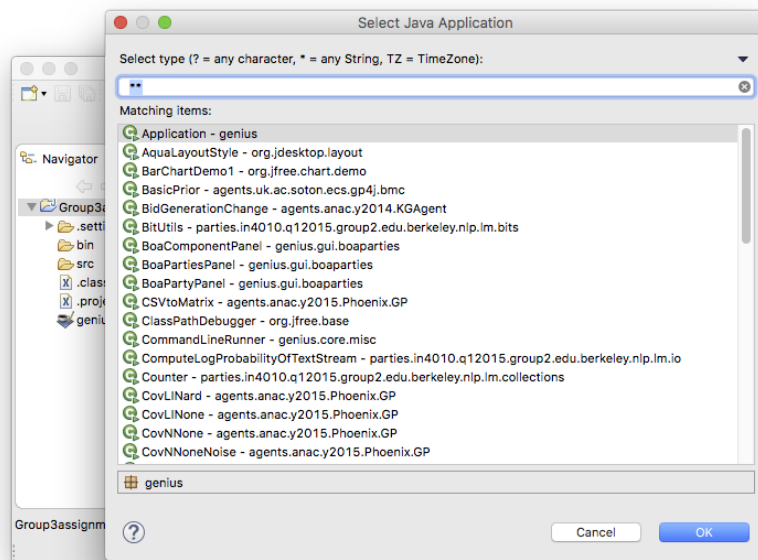 Select Java Application
Select type (? = any character, * = any String, TZ = TimeZone):
**
Matching items:
Application - genius
AquaLayoutStyle - org.jdesktop.layout
BarChartDemo1 - org.jfree.chart.demo
BasicPrior - agents.uk.ac.soton.ecs.gp4j.bmc
BidGenerationChange - agents.anac.y2014.KGAgent
BitUtils - parties.in4010.q12015.group2.edu.berkeley.nlp.lm.bits
BoaComponentPanel - genius.gui.boaparties
BoaPartiesPanel - genius.gui.boaparties
BoaPartyPanel - genius.gui.boaparties
CSVtoMatrix - agents.anac.y2015.Phoenix.GP
ClassPathDebugger - org.jfree.base
CommandLineRunner - genius.core.misc
ComputeLogProbabilityOfTextStream - parties.in4010.q12015.group2.edu.berkeley.nlp.lm.io
Counter - parties.in4010.q12015.group2.edu.berkeley.nlp.lm.collections
CovLINard - agents.anac.y2015.Phoenix.GP
CovLINone - agents.anac.y2015.Phoenix.GP
CovNNone - agents.anac.y2015.Phoenix.GP
CovNNoneNoise - agents.anac.y2015.Phoenix.GP
genius
?
Cancel
OK
Navigator
Group3a
.setti
bin
src
X .class
X .proje
geniu
Group3assignm